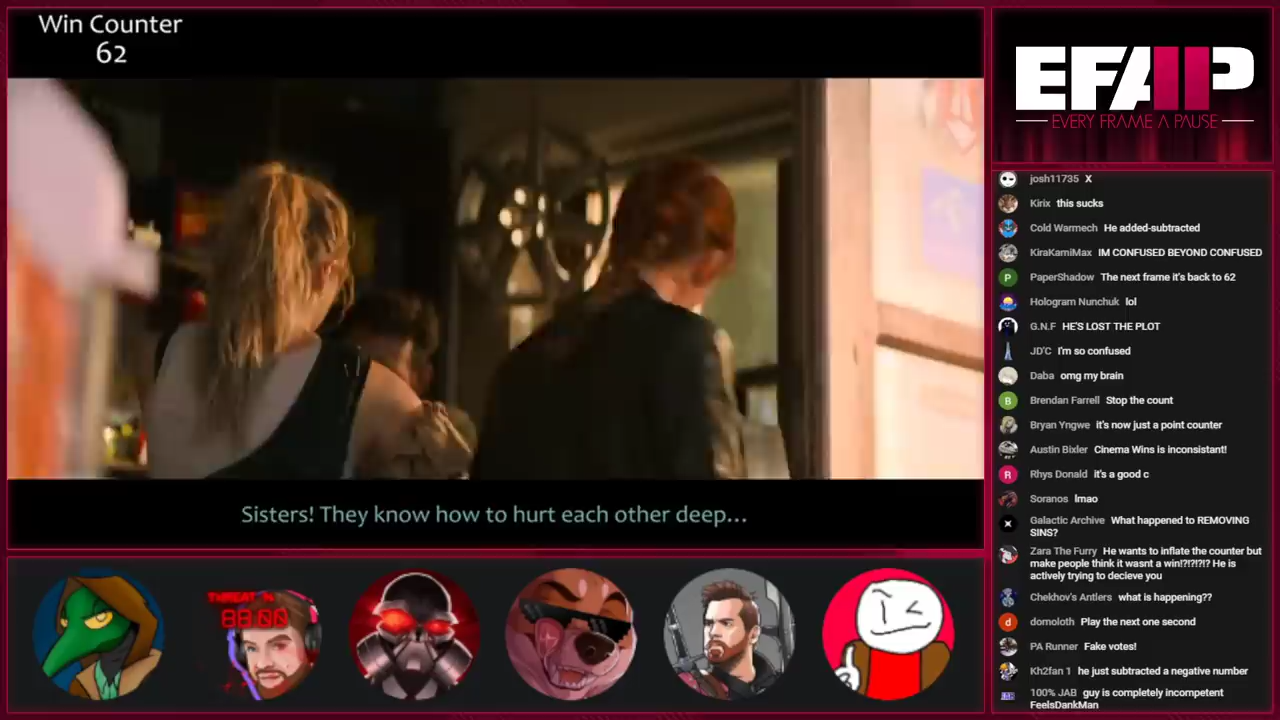 Win Counter
62
Sisters! They know how to hurt each other deep...
THREAT IN
88:00
EFAP
EVERY FRAME A PAUSE
josh11735 X
Kirix this sucks
Cold Warmech He added-subtracted
KiraKamiMax IM CONFUSED BEYOND CONFUSED
PaperShadow The next frame it's back to 62
Hologram Nunchuk lol
G.N.F HE'S LOST THE PLOT
JD'C I'm so confused
Daba omg my brain
Brendan Farrell Stop the count
Bryan Yngwe it's now just a point counter
Austin Bixler Cinema Wins is inconsistant!
Rhys Donald it's a good c
Soranos lmao
Galactic Archive What happened to REMOVING
SINS?
Zara The Furry He wants to inflate the counter but
make people think it wasnt a win!?!?!?! He is
actively trying to decieve you
Chekhov's Antlers what is happening??
domoloth Play the next one second
PA Runner Fake votes!
Kh2fan 1 he just subtracted a negative number
100% JAB guy is completely incompetent
FeelsDankMan